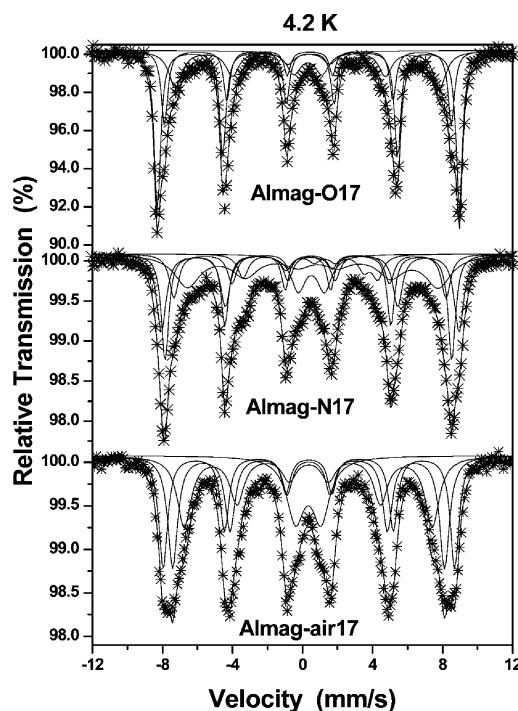 4.2 K
Relative Transmission (%)
100.0
98.0
96.0
94.0
92.0
90.0
Almag-O17
100.0
99.5
99.0
98.5
98.0
Almag-N17
100.0
99.5
99.0
98.5
98.0
Almag-air17
-12 -8 -4 0 4 8 12
Velocity (mm/s)